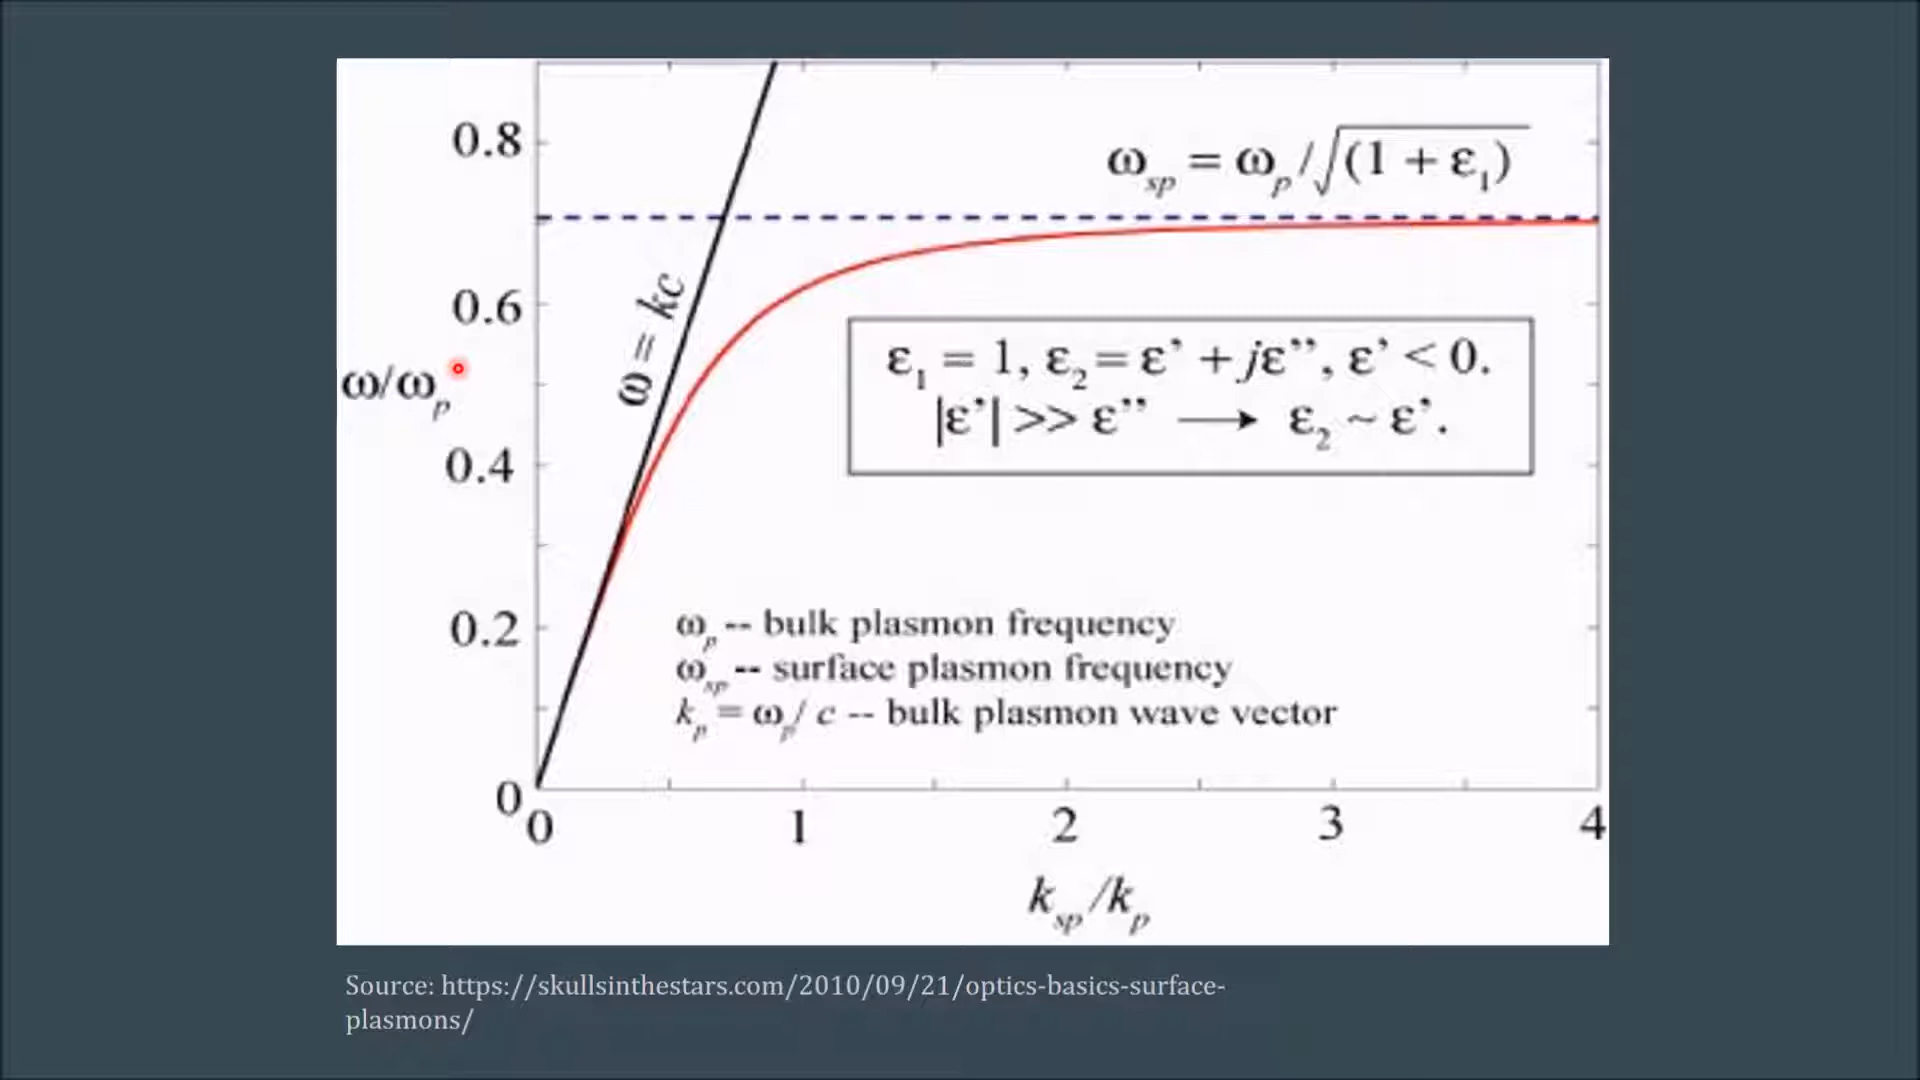 0.8
ω_sp = ω_p/√(1 + ε_1)
ω = kc
0.6
ω/ω_p
ε_1 = 1, ε_2 = ε’ + jε’’, ε’ < 0.
|ε’| >> ε’’ ⟶ ε_2 ~ ε’.
0.4
0.2
ω_p -- bulk plasmon frequency
ω_sp -- surface plasmon frequency
k_p = ω_p/ c -- bulk plasmon wave vector
0
0 1 2 3 4
k_sp/k_p
Source: https://skullsinthestars.com/2010/09/21/optics-basics-surface-
plasmons/